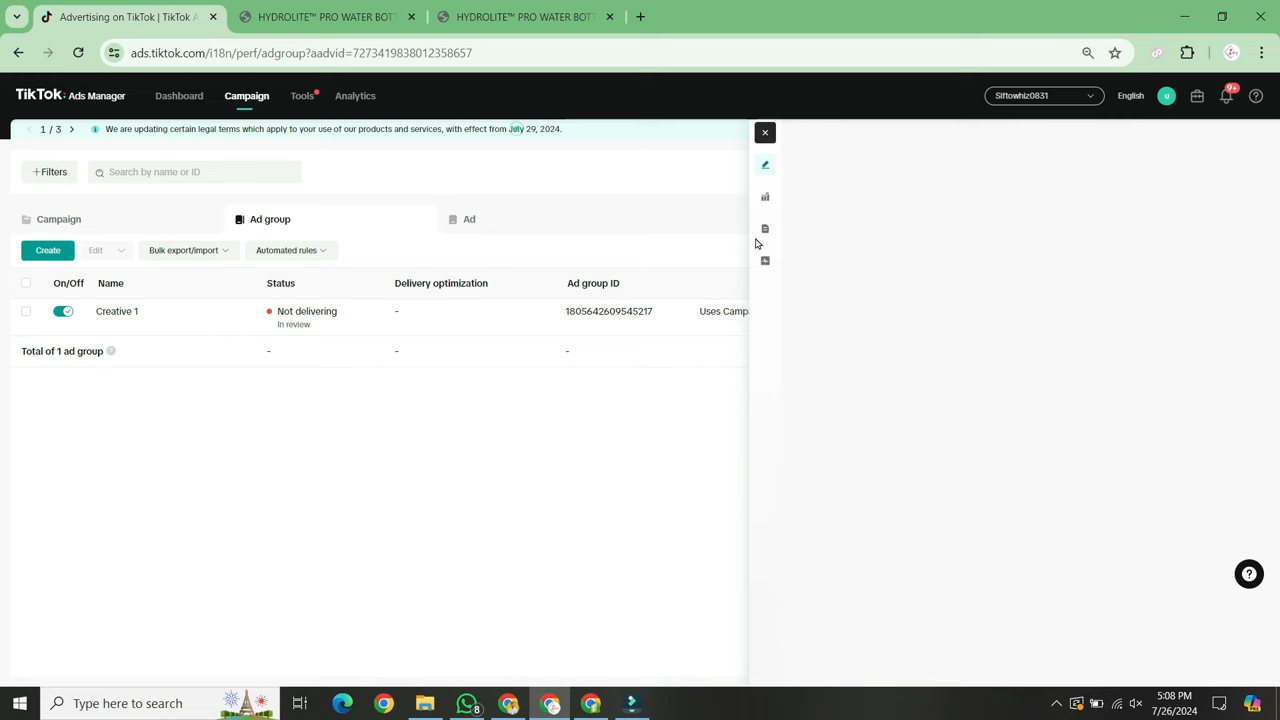 Advertising on TikTok | TikTok A
HYDROLITE™ PRO WATER BOTT
HYDROLITE™ PRO WATER BOTT
ads.tiktok.com/i18n/perf/adgroup?aadvid=7273419838012358657
TikTok: Ads Manager
Dashboard
Campaign
Tools
Analytics
Siftowhiz0831
English
u
9+
1 / 3
We are updating certain legal terms which apply to your use of our products and services, with effect from July 29, 2024.
+Filters
Search by name or ID
Campaign
Ad group
Ad
Create
Edit
Bulk export/import
Automated rules
On/Off
Name
Status
Delivery optimization
Ad group ID
Creative 1
Not delivering
In review
-
1805642609545217
Uses Camp
Total of 1 ad group
-
-
-
Type here to search
8
5:08 PM
7/26/2024